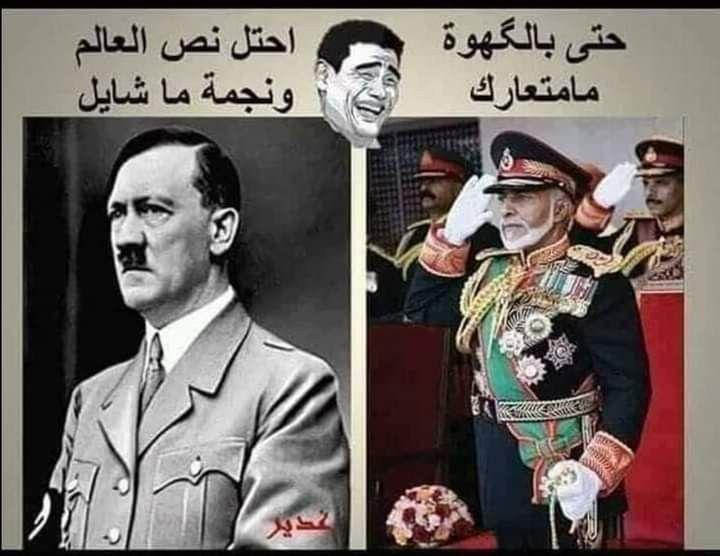 حتى بالگهوة
مامتعارك
احتل نص العالم
ونجمة ما شايل
غدير